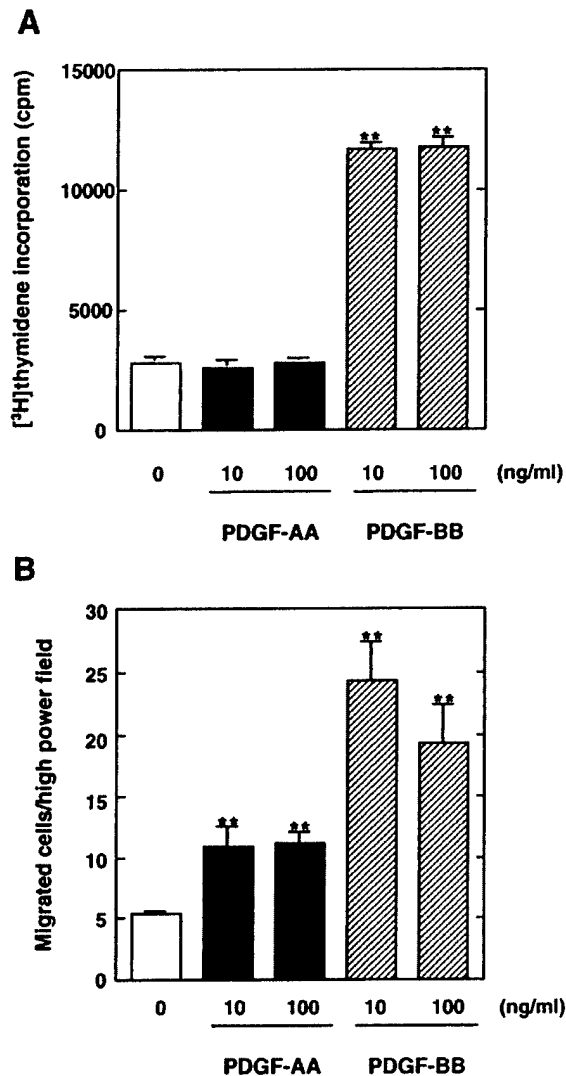 A
[³H]thymidene incorporation (cpm)
15000
10000
5000
0
** **
0 10 100 10 100 (ng/ml)
PDGF-AA PDGF-BB
B
Migrated cells/high power field
30
25
20
15
10
5
0
** ** ** **
0 10 100 10 100 (ng/ml)
PDGF-AA PDGF-BB